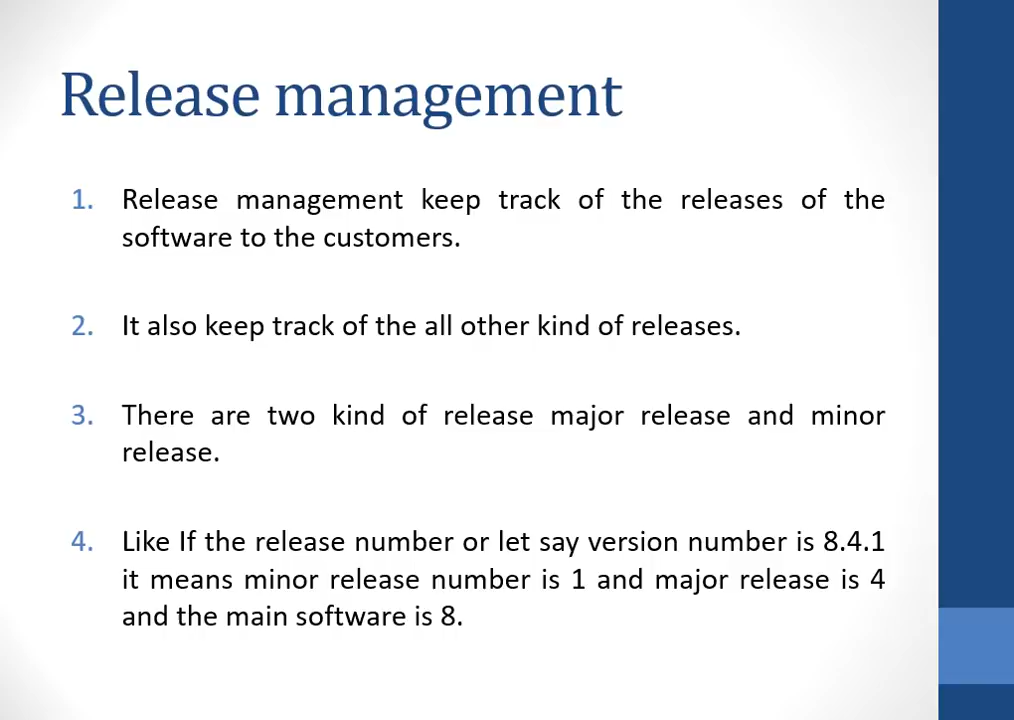 Release management
1. Release management keep track of the releases of the
software to the customers.
2. It also keep track of the all other kind of releases.
3. There are two kind of release major release and minor
release.
4. Like If the release number or let say version number is 8.4.1
it means minor release number is 1 and major release is 4
and the main software is 8.